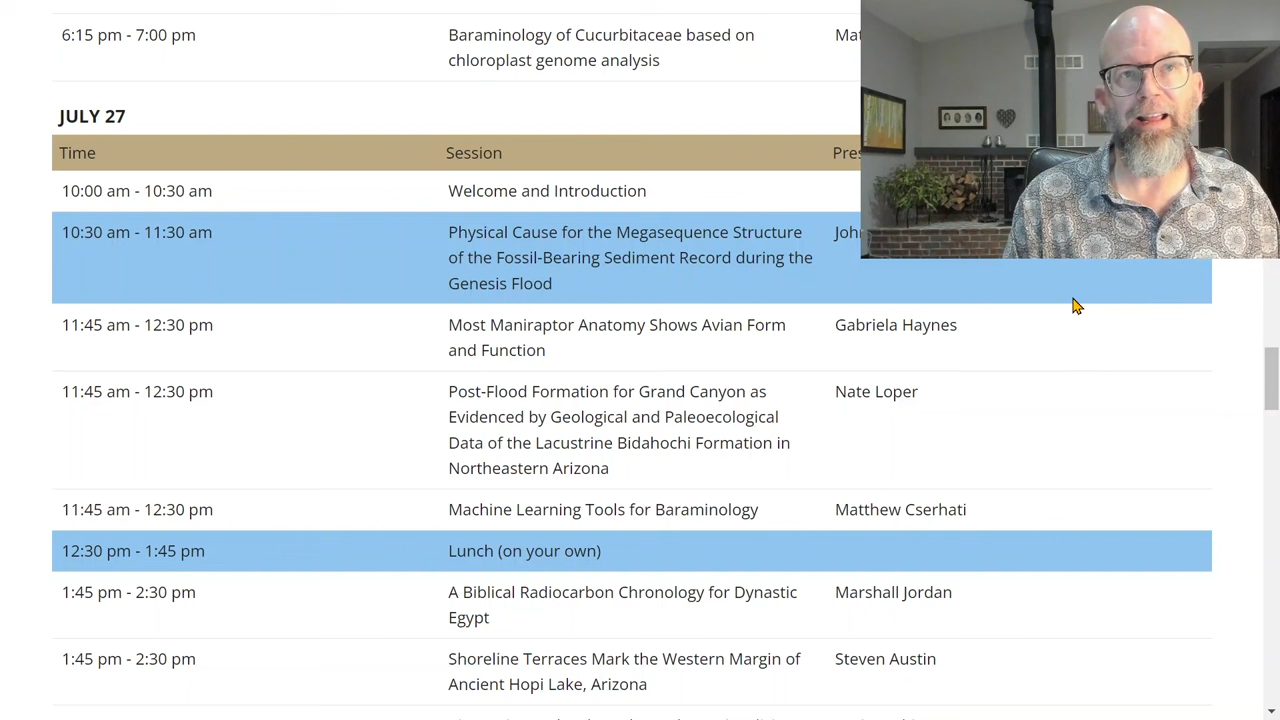 6:15 pm - 7:00 pm
Baraminology of Cucurbitaceae based on
chloroplast genome analysis
JULY 27
Time
Session
10:00 am - 10:30 am
Welcome and Introduction
10:30 am - 11:30 am
Physical Cause for the Megasequence Structure
of the Fossil-Bearing Sediment Record during the
Genesis Flood
11:45 am - 12:30 pm
Most Maniraptor Anatomy Shows Avian Form
and Function
Gabriela Haynes
11:45 am - 12:30 pm
Post-Flood Formation for Grand Canyon as
Evidenced by Geological and Paleoecological
Data of the Lacustrine Bidahochi Formation in
Northeastern Arizona
Nate Loper
11:45 am - 12:30 pm
Machine Learning Tools for Baraminology
Matthew Cserhati
12:30 pm - 1:45 pm
Lunch (on your own)
1:45 pm - 2:30 pm
A Biblical Radiocarbon Chronology for Dynastic
Egypt
Marshall Jordan
1:45 pm - 2:30 pm
Shoreline Terraces Mark the Western Margin of
Ancient Hopi Lake, Arizona
Steven Austin